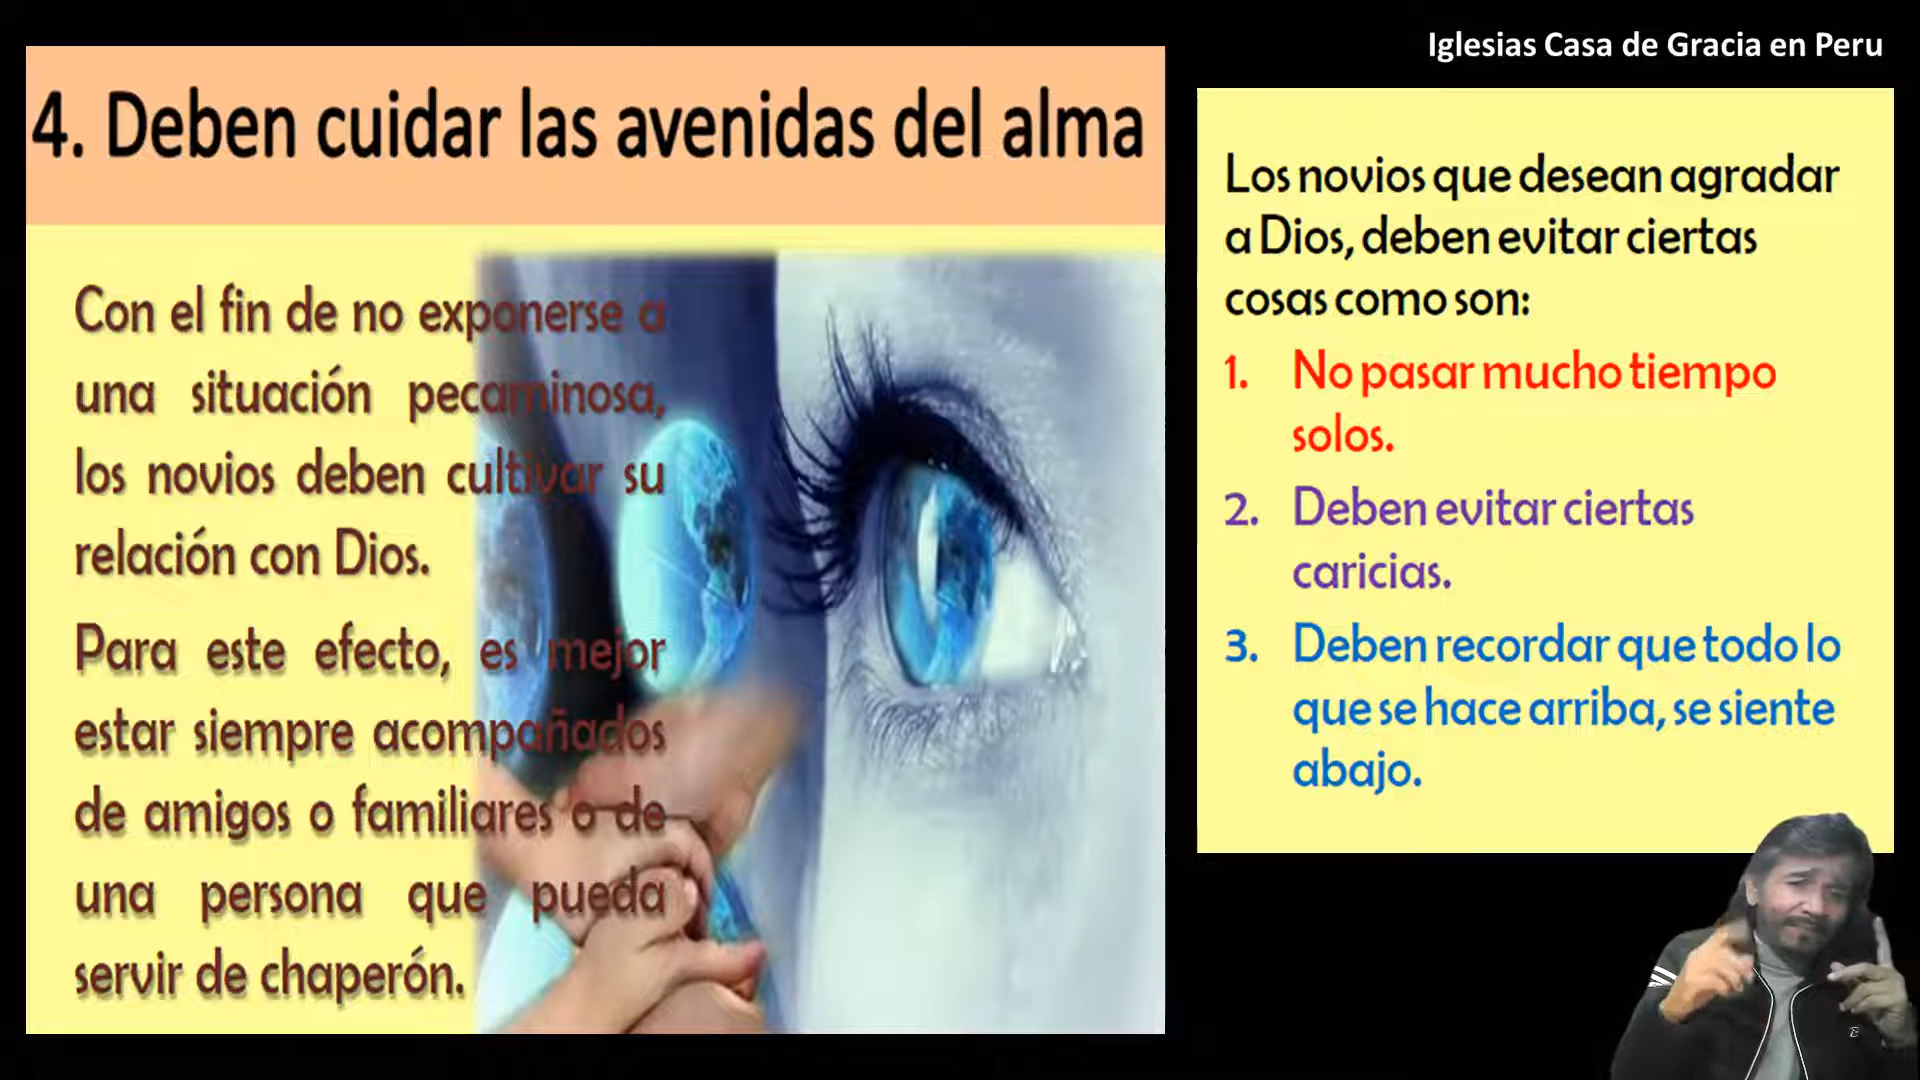 Iglesias Casa de Gracia en Peru
4. Deben cuidar las avenidas del alma
Con el fin de no exponerse a
una situación pecaminosa,
los novios deben cultivar su
relación con Dios.
Para este efecto, es mejor
estar siempre acompañados
de amigos o familiares o de
una persona que pueda
servir de chaperón.
Los novios que desean agradar
a Dios, deben evitar ciertas
cosas como son:
1. No pasar mucho tiempo
solos.
2. Deben evitar ciertas
caricias.
3. Deben recordar que todo lo
que se hace arriba, se siente
abajo.